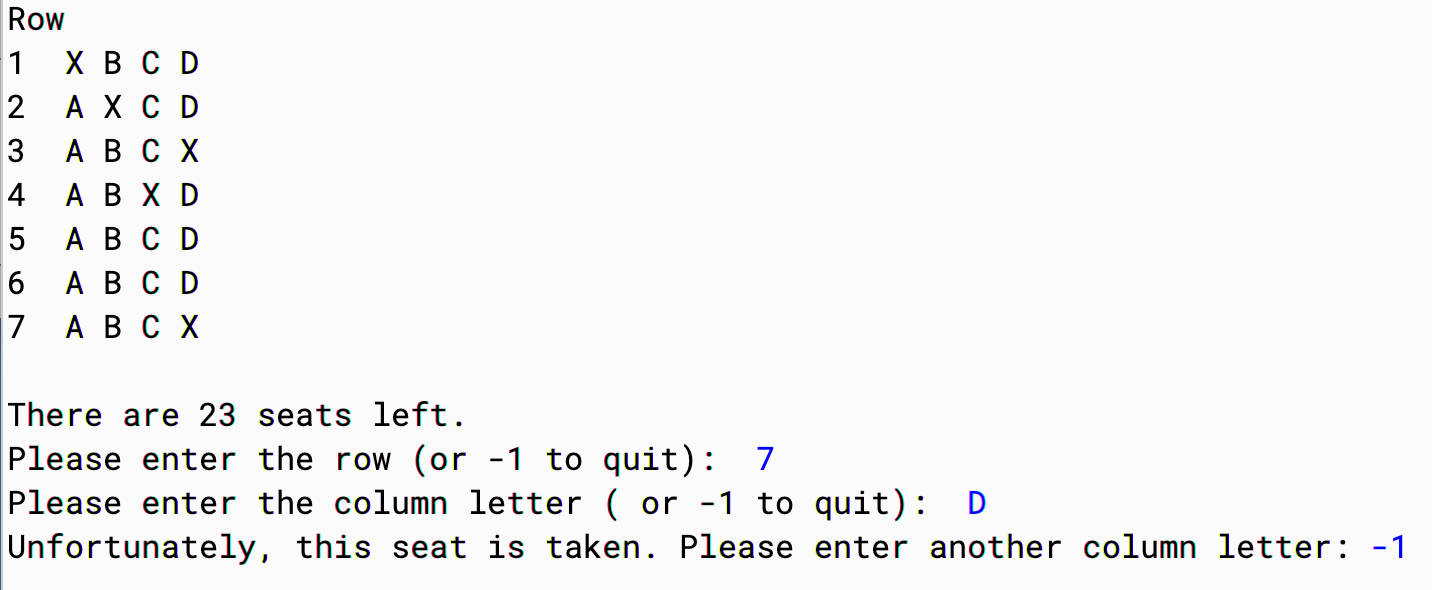 Row
1  X B C D
2  A X C D
3  A B C X
4  A B X D
5  A B C D
6  A B C D
7  A B C X
There are 23 seats left.
Please enter the row (or -1 to quit):  7
Please enter the column letter ( or -1 to quit):  D
Unfortunately, this seat is taken. Please enter another column letter: -1